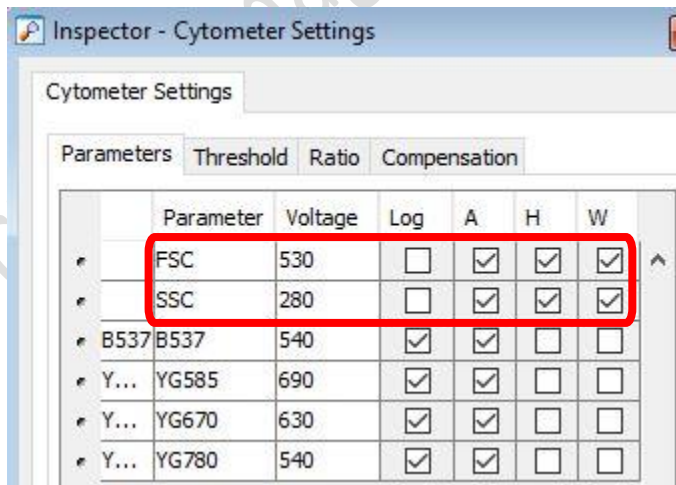 Inspector - Cytometer Settings
Cytometer Settings
Parameters Threshold Ratio Compensation
Parameter Voltage Log A H W
FSC 530
SSC 280
B537 B537 540
Y... YG585 690
Y... YG670 630
Y... YG780 540